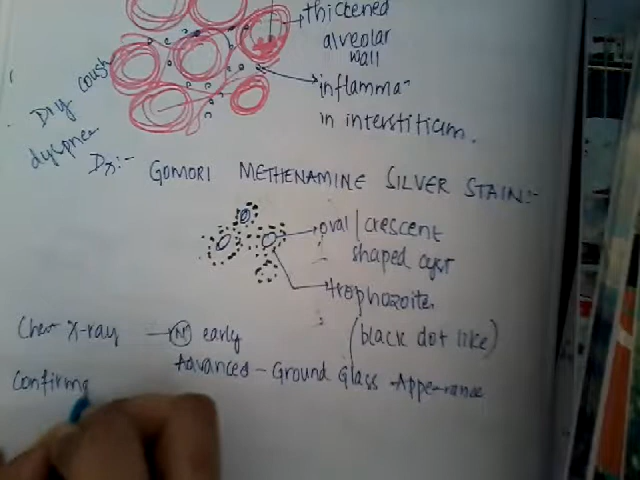 thickened
alveolar
wall
inflamma-
in interstitium.
Dry cough
dyspnea
Dx:- GOMORI METHENAMINE SILVER STAIN:-
oval/crescent
shaped cyst
trophozoite
(black dot like)
Chest X-ray → N early
Advanced - Ground Glass Appearance
Confirma